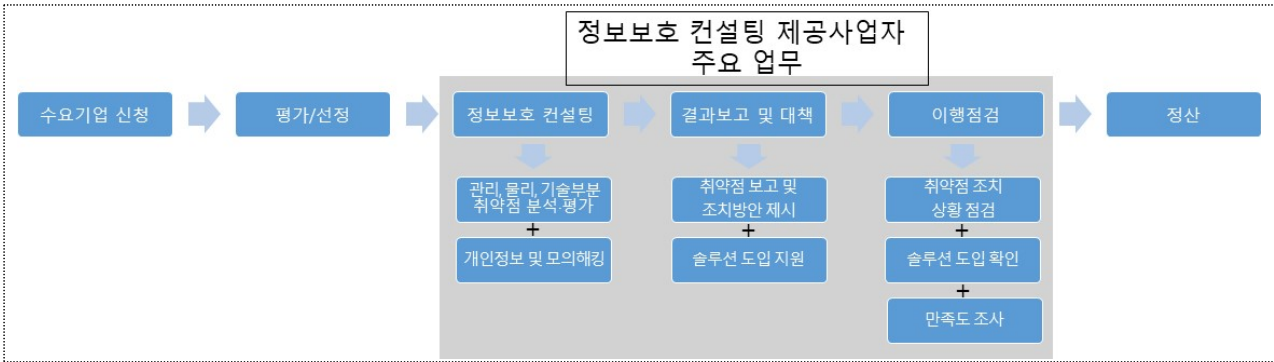 정보보호 컨설팅 제공사업자
주요 업무
수요기업 신청
평가/선정
정보보호 컨설팅
결과보고 및 대책
이행점검
정산
관리, 물리, 기술부분
취약점 분석·평가
+
개인정보 및 모의해킹
취약점 보고 및
조치방안 제시
+
솔루션 도입 지원
취약점 조치
상황 점검
+
솔루션 도입 확인
+
만족도 조사